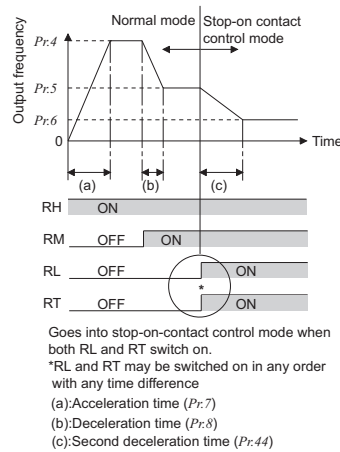 Normal mode
Stop-on contact
control mode
Output frequency
Pr.4
Pr.5
Pr.6
0
Time
(a)
(b)
(c)
RH
ON
RM
OFF
ON
RL
OFF
ON
*
RT
OFF
ON
Goes into stop-on-contact control mode when
both RL and RT switch on.
*RL and RT may be switched on in any order
with any time difference
(a):Acceleration time (Pr.7)
(b):Deceleration time (Pr.8)
(c):Second deceleration time (Pr.44)